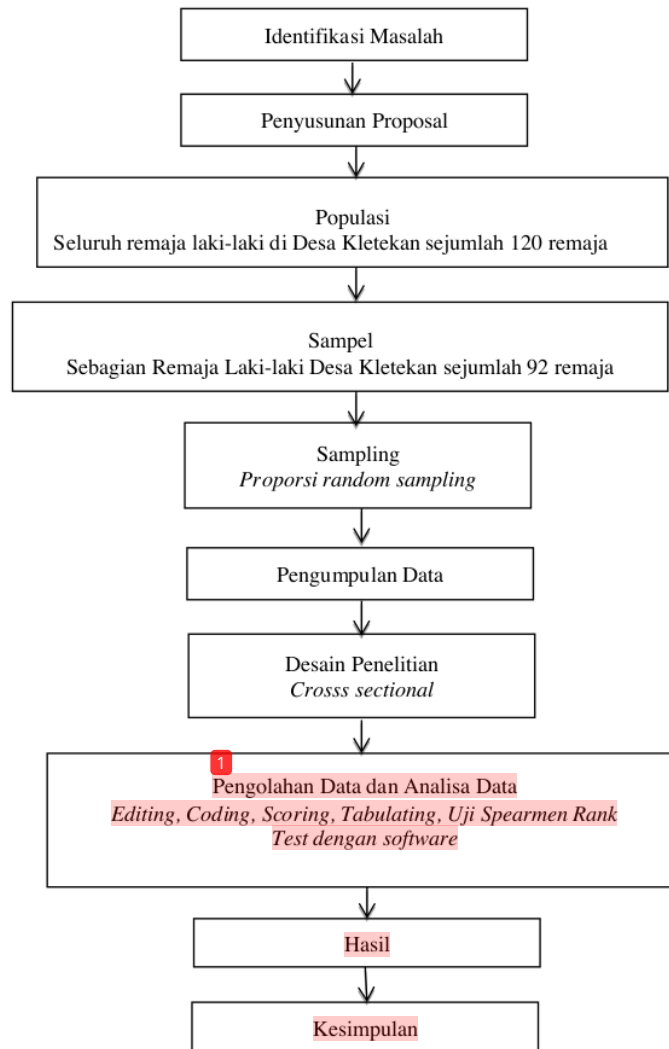 Identifikasi Masalah
Penyusunan Proposal
Populasi
Seluruh remaja laki-laki di Desa Kletekan sejumlah 120 remaja
Sampel
Sebagian Remaja Laki-laki Desa Kletekan sejumlah 92 remaja
Sampling
Proporsi random sampling
Pengumpulan Data
Desain Penelitian
Crosss sectional
1
Pengolahan Data dan Analisa Data
Editing, Coding, Scoring, Tabulating, Uji Spearmen Rank
Test dengan software
Hasil
Kesimpulan